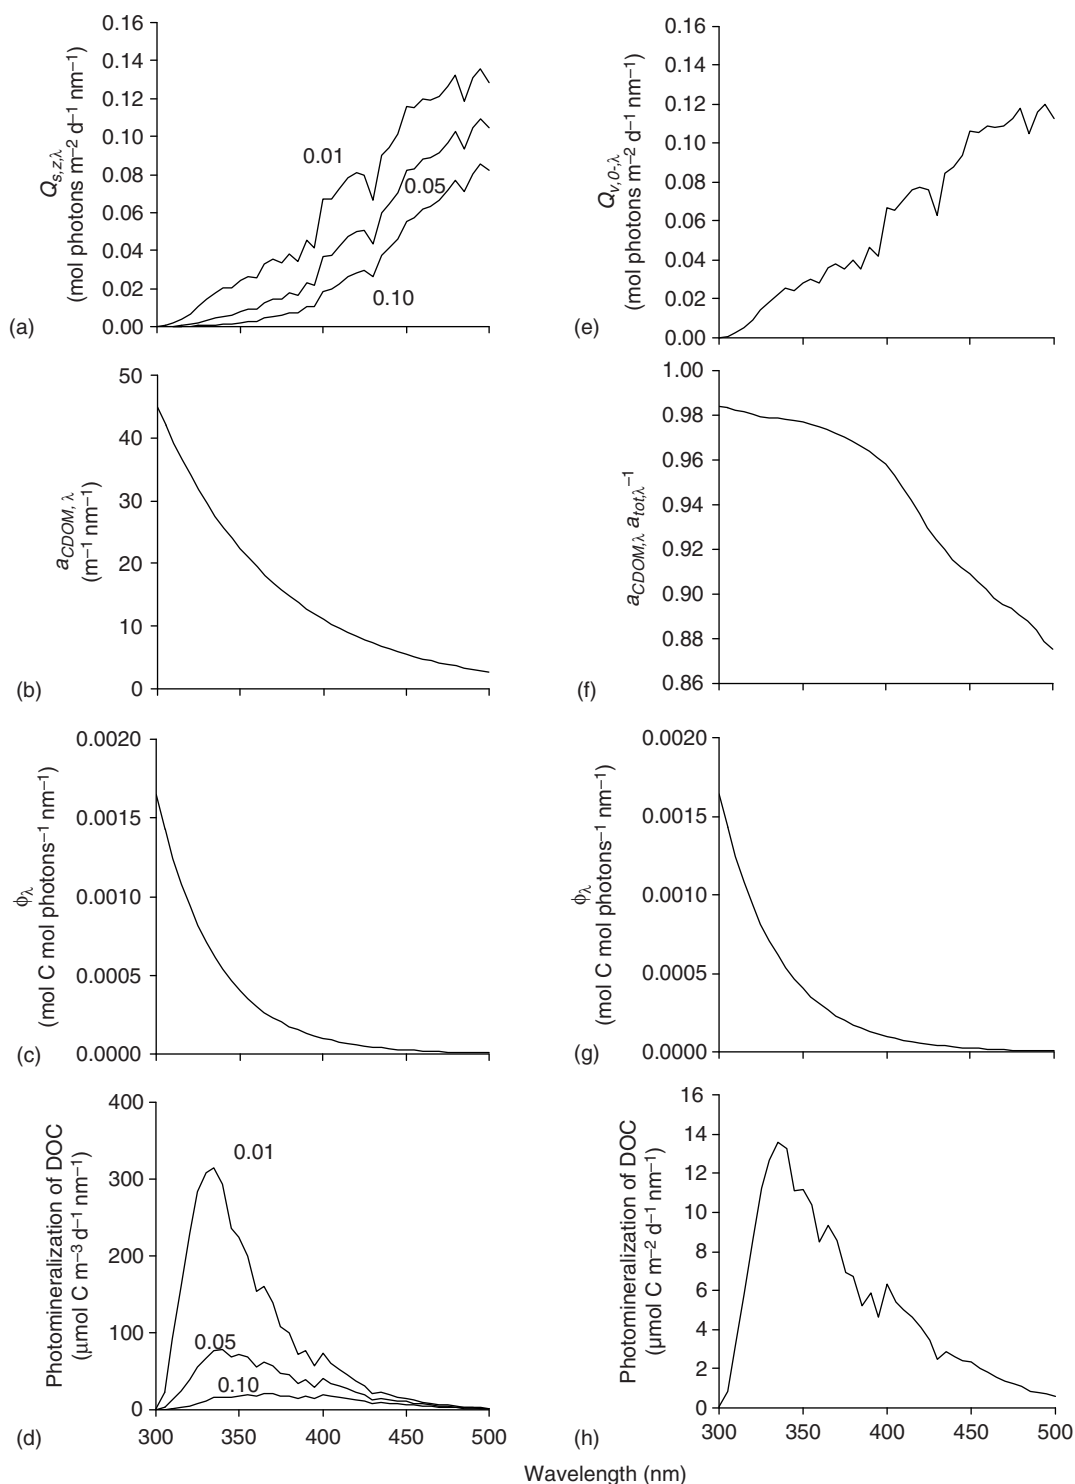 0.16
0.14
0.12
0.10
0.08
0.06
0.04
0.02
0.00
Q_{s,z,λ}
(mol photons m⁻² d⁻¹ nm⁻¹)
0.01
0.05
0.10
(a)
50
40
30
20
10
0
a_{CDOM, λ}
(m⁻¹ nm⁻¹)
(b)
0.0020
0.0015
0.0010
0.0005
0.0000
ϕ_λ
(mol C mol photons⁻¹ nm⁻¹)
(c)
400
300
200
100
0
Photomineralization of DOC
(μmol C m⁻³ d⁻¹ nm⁻¹)
0.01
0.05
0.10
(d)
300 350 400 450 500
0.16
0.14
0.12
0.10
0.08
0.06
0.04
0.02
0.00
Q_{v,0-,λ}
(mol photons m⁻² d⁻¹ nm⁻¹)
(e)
1.00
0.98
0.96
0.94
0.92
0.90
0.88
0.86
a_{CDOM,λ} a_{tot,λ}⁻¹
(f)
0.0020
0.0015
0.0010
0.0005
0.0000
ϕ_λ
(mol C mol photons⁻¹ nm⁻¹)
(g)
16
14
12
10
8
6
4
2
0
Photomineralization of DOC
(μmol C m⁻² d⁻¹ nm⁻¹)
(h)
300 350 400 450 500
Wavelength (nm)